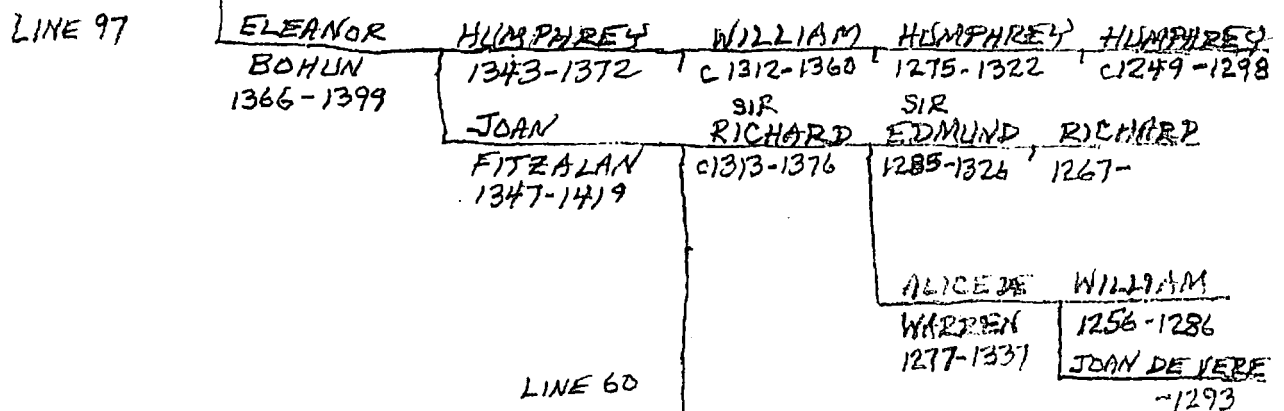 LINE 97
ELEANOR HUMPHREY WILLIAM HUMPHREY HUMPHREY
BOHUN 1343-1372 c1312-1360 1275-1322 c1249-1298
1366-1399
JOAN SIR RICHARD SIR EDMUND RICHARD
FITZALAN c1313-1376 1285-1326 1267-
1347-1419
ALICE DE WILLIAM
WARREN 1256-1286
1277-1337 JOAN DE VERE
LINE 60 -1293